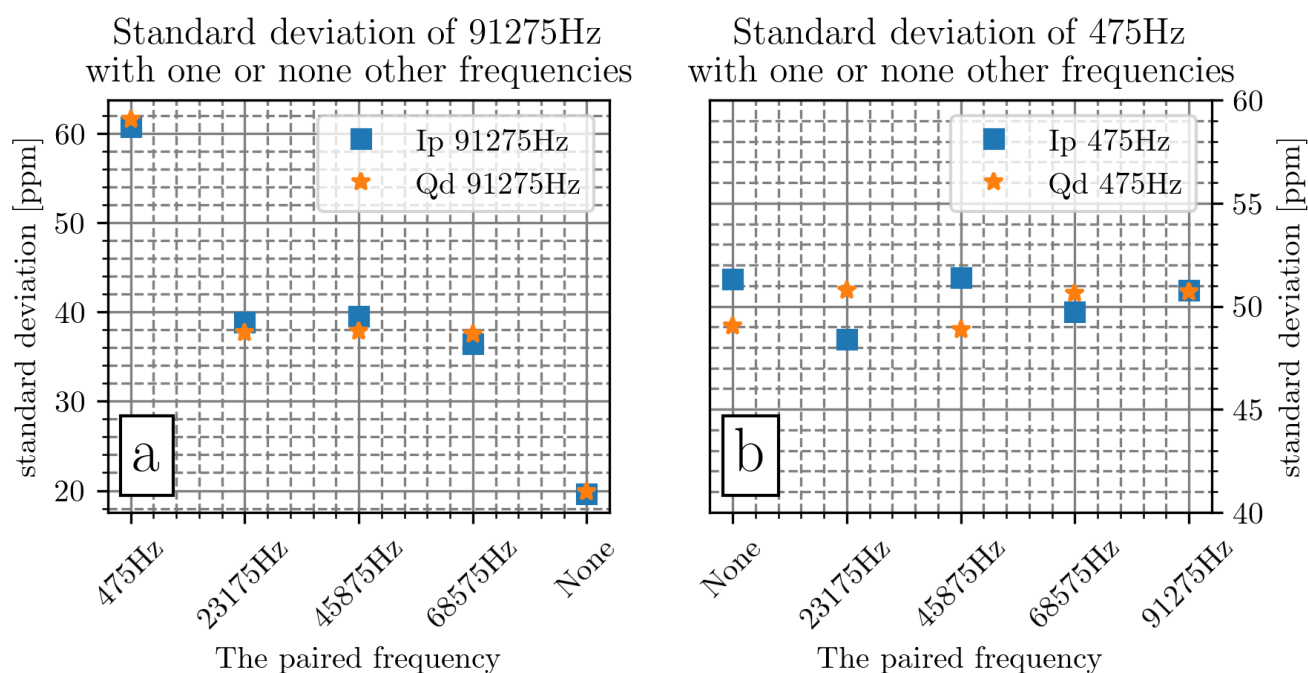 Standard deviation of 91275Hz
with one or none other frequencies
standard deviation [ppm]
60
50
40
30
20
Ip 91275Hz
Qd 91275Hz
a
475Hz
23175Hz
45875Hz
68575Hz
None
The paired frequency
Standard deviation of 475Hz
with one or none other frequencies
Ip 475Hz
Qd 475Hz
b
60
55
50
45
40
standard deviation [ppm]
None
23175Hz
45875Hz
68575Hz
91275Hz
The paired frequency